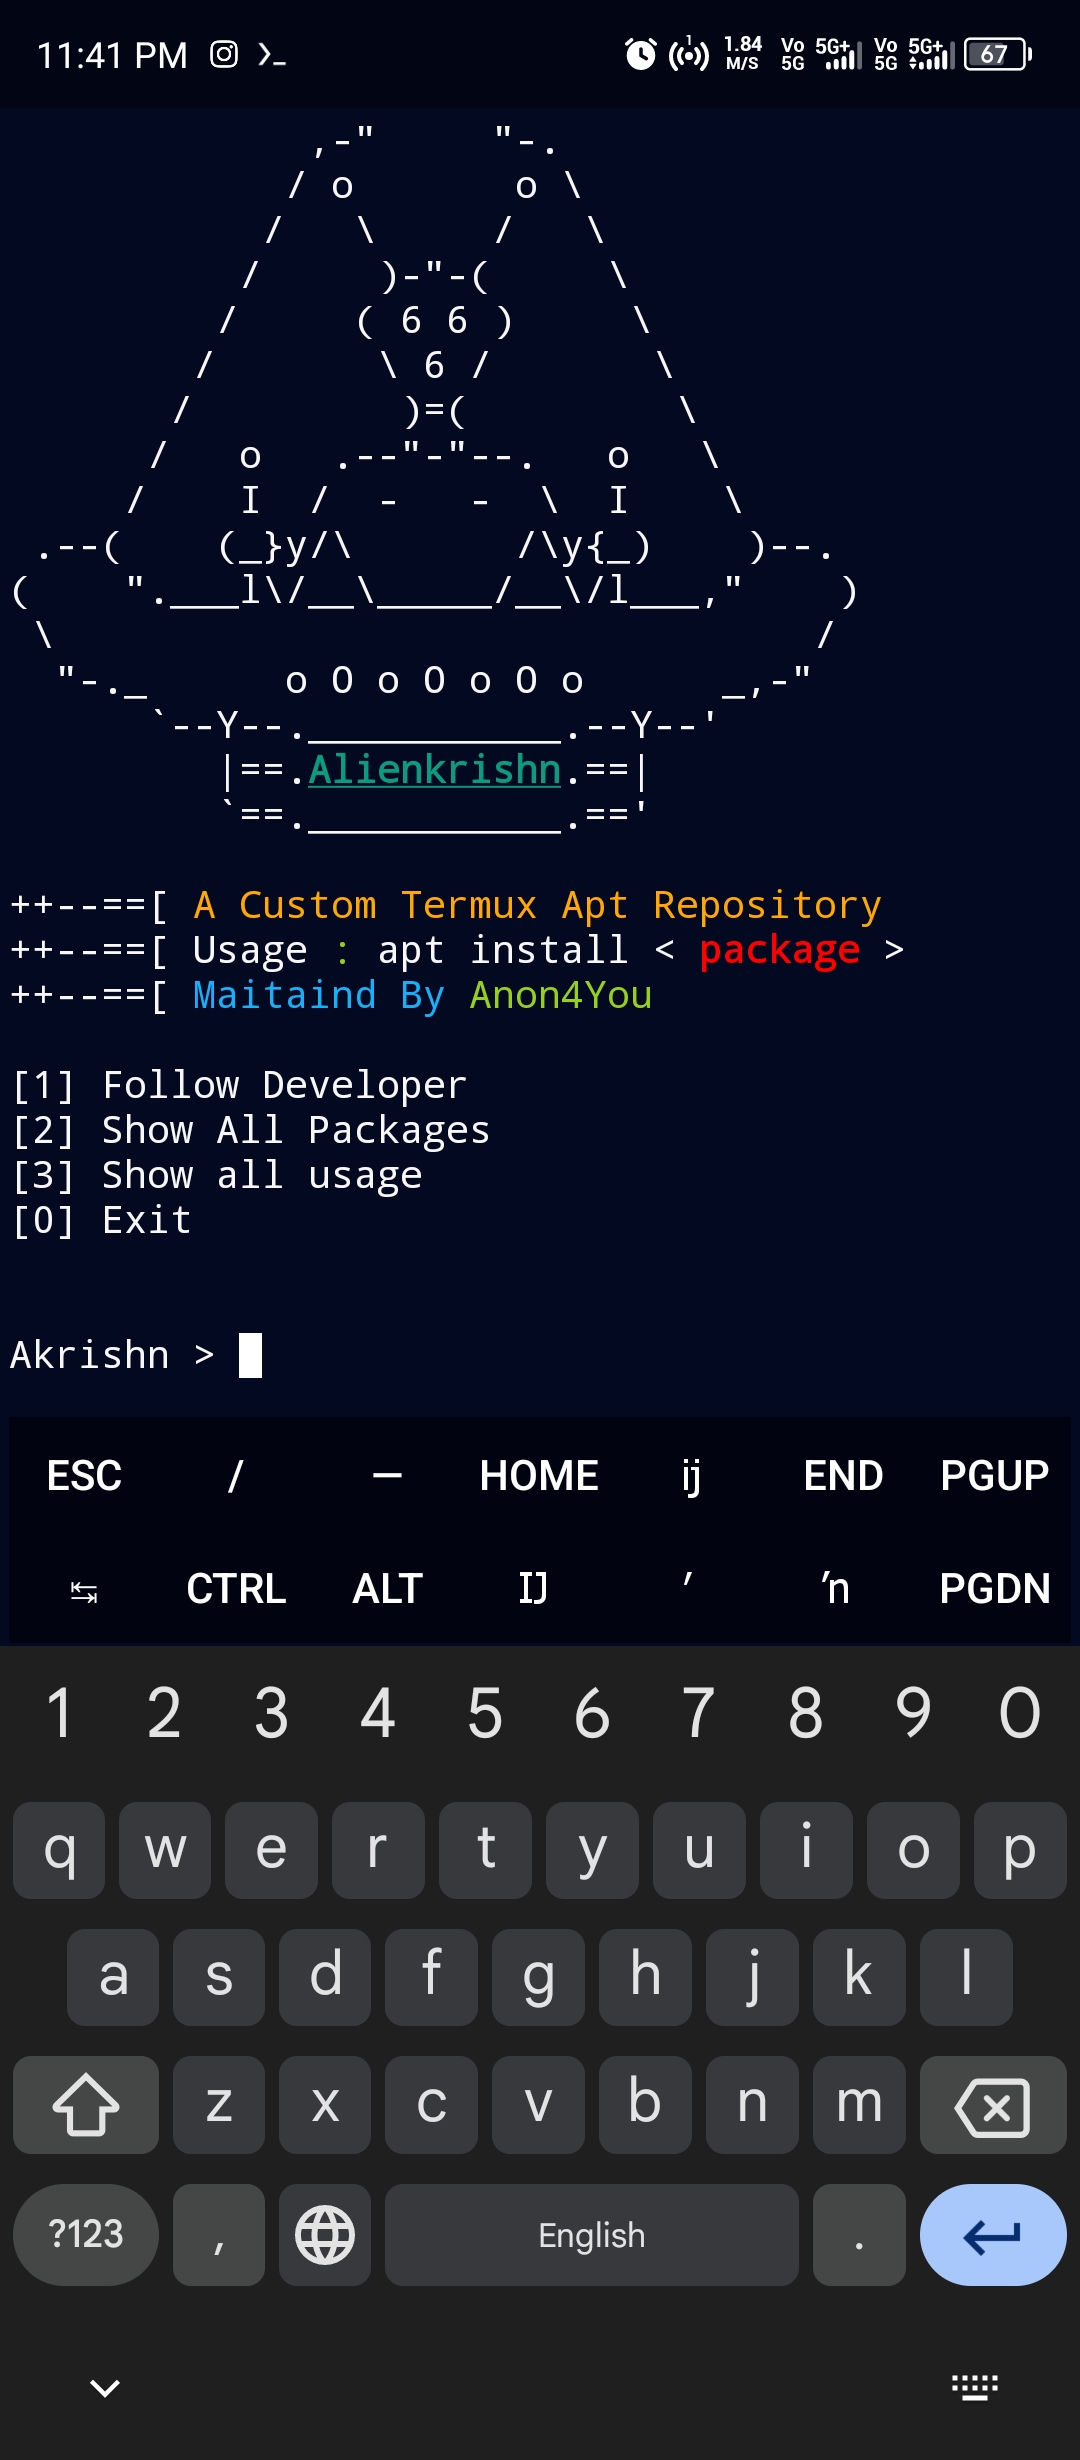 11:41 PM 1 1.84 M/S Vo 5G 5G+ Vo 5G 5G+ 67
              ,-"     "-.
            / o       o \
           /   \     /   \
          /     )-"-(     \
         /     ( 6 6 )     \
        /       \ 6 /       \
       /         )=(         \
      /   o   .--"-"--.   o   \
     /    I  /  -   -  \  I    \
 .--(    (_}y/\       /\y{_)    )--.
(    ".___l\/__\_____/__\/l___,"    )
 \                                 /
  "-._      o O o O o O o      _,-"
      `--Y--.___________.--Y--'
         |==.Alienkrishn.==|
         `==.___________.=='
++--==[ A Custom Termux Apt Repository
++--==[ Usage : apt install < package >
++--==[ Maitaind By Anon4You
[1] Follow Developer
[2] Show All Packages
[3] Show all usage
[0] Exit
Akrishn >
ESC / — HOME ij END PGUP
↹ CTRL ALT IJ ′ ŉ PGDN
1 2 3 4 5 6 7 8 9 0
q w e r t y u i o p
a s d f g h j k l
z x c v b n m
?123 , English .